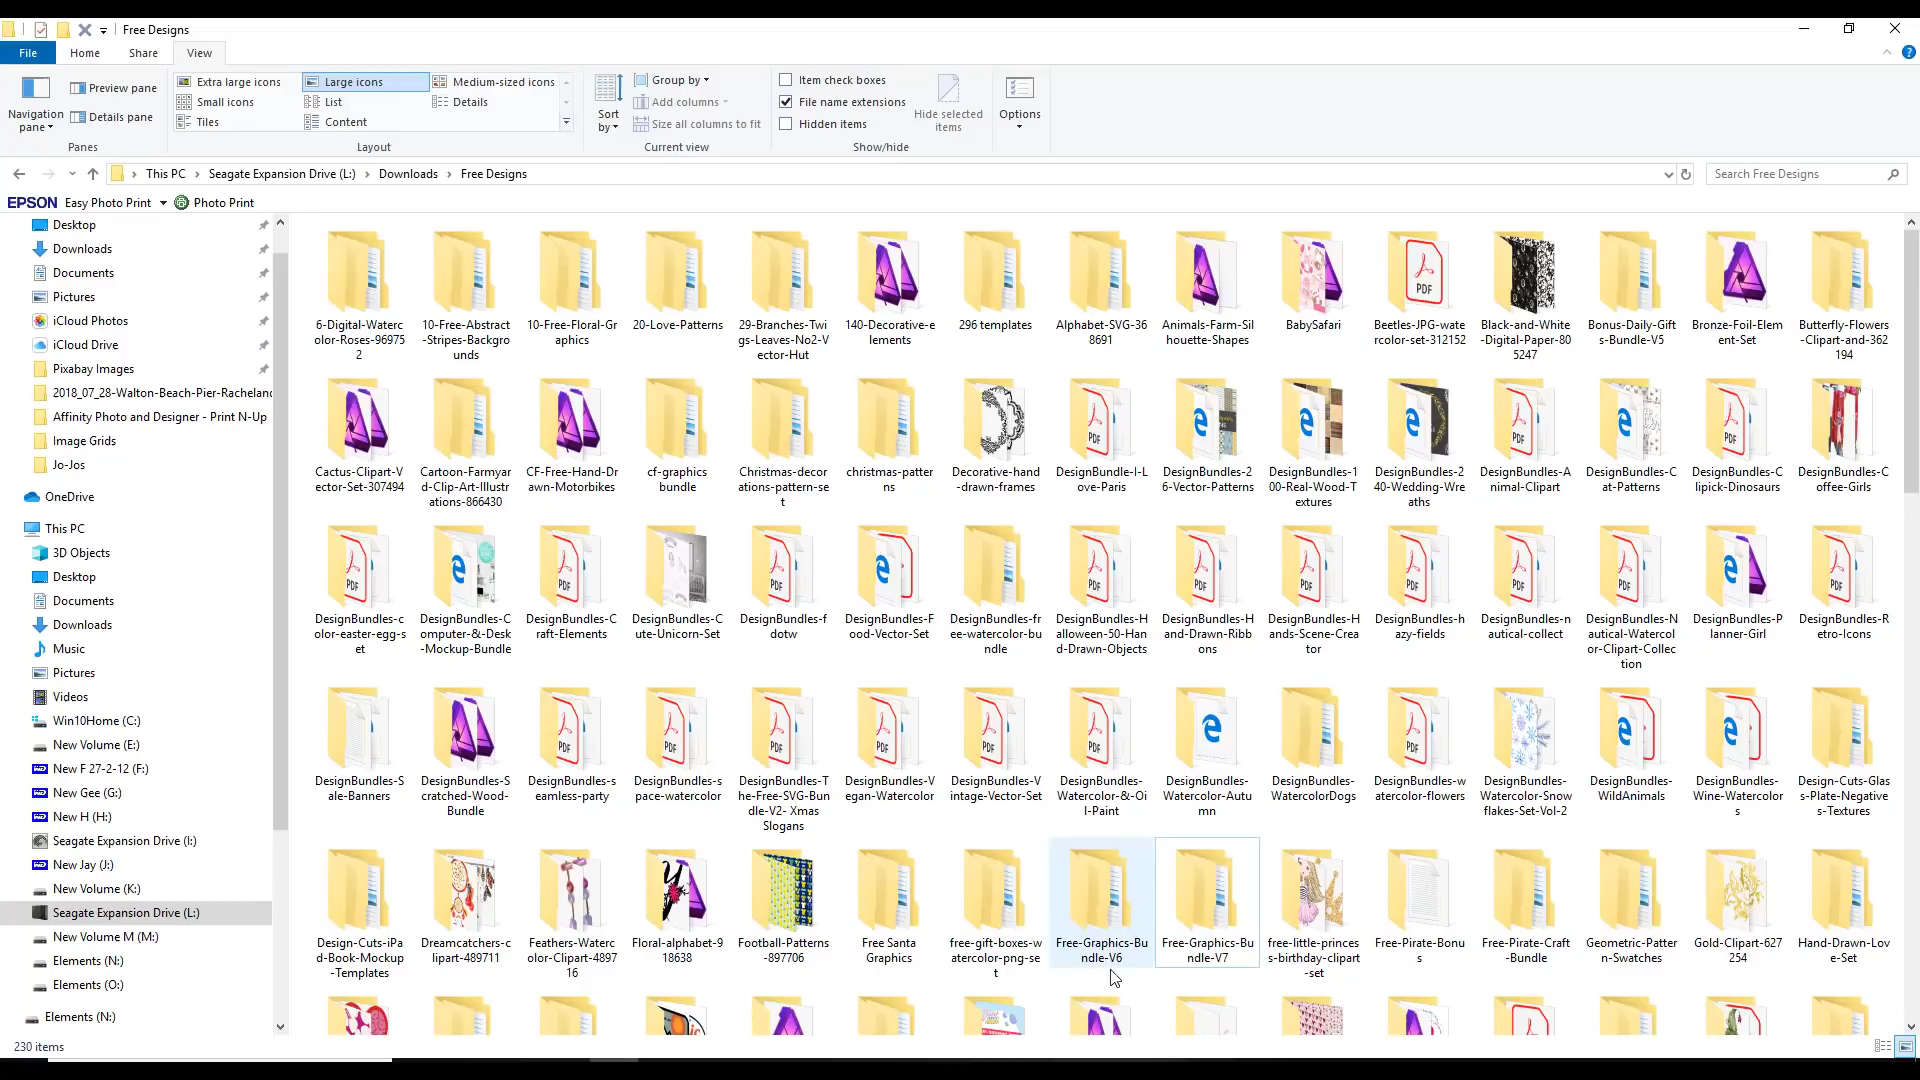 Free Designs
File Home Share View
Preview pane
Details pane
Navigation pane
Panes
Extra large icons Large icons Medium-sized icons
Small icons List Details
Tiles Content
Layout
Sort by
Group by
Add columns
Size all columns to fit
Current view
Item check boxes
File name extensions
Hidden items
Hide selected items
Show/hide
Options
This PC Seagate Expansion Drive (L:) Downloads Free Designs
Search Free Designs
EPSON Easy Photo Print Photo Print
Desktop
Downloads
Documents
Pictures
iCloud Photos
iCloud Drive
Pixabay Images
2018_07_28-Walton-Beach-Pier-Racheland
Affinity Photo and Designer - Print N-Up
Image Grids
Jo-Jos
OneDrive
This PC
3D Objects
Desktop
Documents
Downloads
Music
Pictures
Videos
Win10Home (C:)
New Volume (E:)
New F 27-2-12 (F:)
New Gee (G:)
New H (H:)
Seagate Expansion Drive (I:)
New Jay (J:)
New Volume (K:)
Seagate Expansion Drive (L:)
New Volume M (M:)
Elements (N:)
Elements (O:)
Elements (N:)
6-Digital-Watercolor-Roses-969752
10-Free-Abstract-Stripes-Backgrounds
10-Free-Floral-Graphics
20-Love-Patterns
29-Branches-Twigs-Leaves-No2-Vector-Hut
140-Decorative-elements
296 templates
Alphabet-SVG-368691
Animals-Farm-Silhouette-Shapes
BabySafari
Beetles-JPG-watercolor-set-312152
Black-and-White-Digital-Paper-805247
Bonus-Daily-Gifts-Bundle-V5
Bronze-Foil-Element-Set
Butterfly-Flowers-Clipart-and-362194
Cactus-Clipart-Vector-Set-307494
Cartoon-Farmyard-Clip-Art-Illustrations-866430
CF-Free-Hand-Drawn-Motorbikes
cf-graphics bundle
Christmas-decorations-pattern-set
christmas-patterns
Decorative-hand-drawn-frames
DesignBundle-I-Love-Paris
DesignBundles-26-Vector-Patterns
DesignBundles-100-Real-Wood-Textures
DesignBundles-240-Wedding-Wreaths
DesignBundles-Animal-Clipart
DesignBundles-Cat-Patterns
DesignBundles-Clipick-Dinosaurs
DesignBundles-Coffee-Girls
DesignBundles-color-easter-egg-set
DesignBundles-Computer-&-Desk-Mockup-Bundle
DesignBundles-Craft-Elements
DesignBundles-Cute-Unicorn-Set
DesignBundles-fdotw
DesignBundles-Food-Vector-Set
DesignBundles-free-watercolor-bundle
DesignBundles-Halloween-50-Hand-Drawn-Objects
DesignBundles-Hand-Drawn-Ribbons
DesignBundles-Hands-Scene-Creator
DesignBundles-hazy-fields
DesignBundles-nautical-collect
DesignBundles-Nautical-Watercolor-Clipart-Collection
DesignBundles-Planner-Girl
DesignBundles-Retro-Icons
DesignBundles-Sale-Banners
DesignBundles-Scratched-Wood-Bundle
DesignBundles-seamless-party
DesignBundles-space-watercolor
DesignBundles-The-Free-SVG-Bundle-V2- Xmas Slogans
DesignBundles-Vegan-Watercolor
DesignBundles-Vintage-Vector-Set
DesignBundles-Watercolor-&-Oil-Paint
DesignBundles-Watercolor-Autumn
DesignBundles-WatercolorDogs
DesignBundles-watercolor-flowers
DesignBundles-Watercolor-Snowflakes-Set-Vol-2
DesignBundles-WildAnimals
DesignBundles-Wine-Watercolors
Design-Cuts-Glass-Plate-Negatives-Textures
Design-Cuts-iPad-Book-Mockup-Templates
Dreamcatchers-clipart-489711
Feathers-Watercolor-Clipart-489716
Floral-alphabet-918638
Football-Patterns-897706
Free Santa Graphics
free-gift-boxes-watercolor-png-set
Free-Graphics-Bundle-V6
Free-Graphics-Bundle-V7
free-little-princess-birthday-clipart-set
Free-Pirate-Bonus
Free-Pirate-Craft-Bundle
Geometric-Pattern-Swatches
Gold-Clipart-627254
Hand-Drawn-Love-Set
230 items